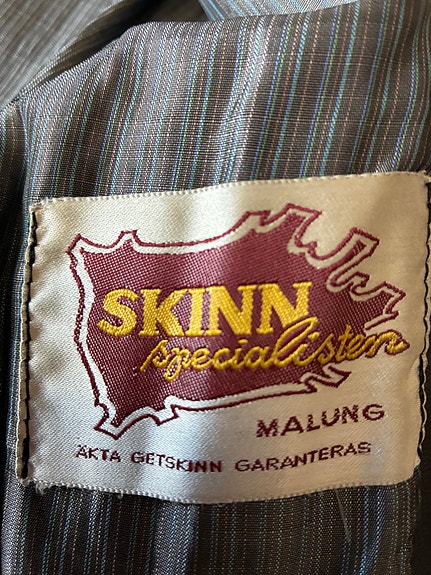 SKINN
specialisten
MALUNG
ÄKTA GETSKINN GARANTERAS